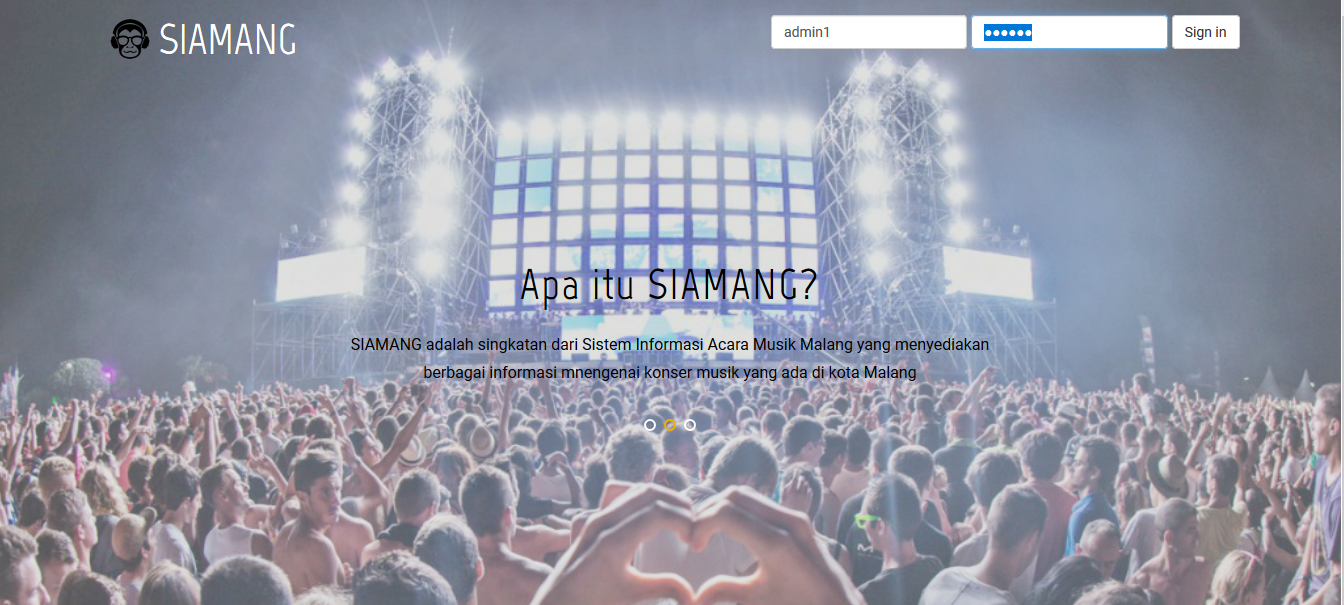 SIAMANG
admin1
●●●●●●
Sign in
Apa itu SIAMANG?
SIAMANG adalah singkatan dari Sistem Informasi Acara Musik Malang yang menyediakan
berbagai informasi mnengenai konser musik yang ada di kota Malang